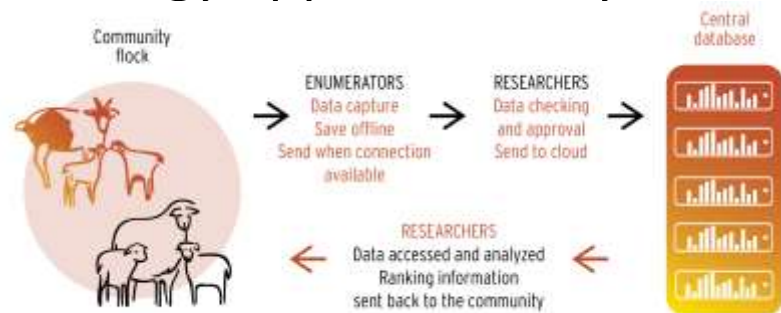 Community
flock
ENUMERATORS
Data capture
Save offline
Send when connection
available
RESEARCHERS
Data checking
and approval
Send to cloud
Central
database
RESEARCHERS
Data accessed and analyzed
Ranking information
sent back to the community